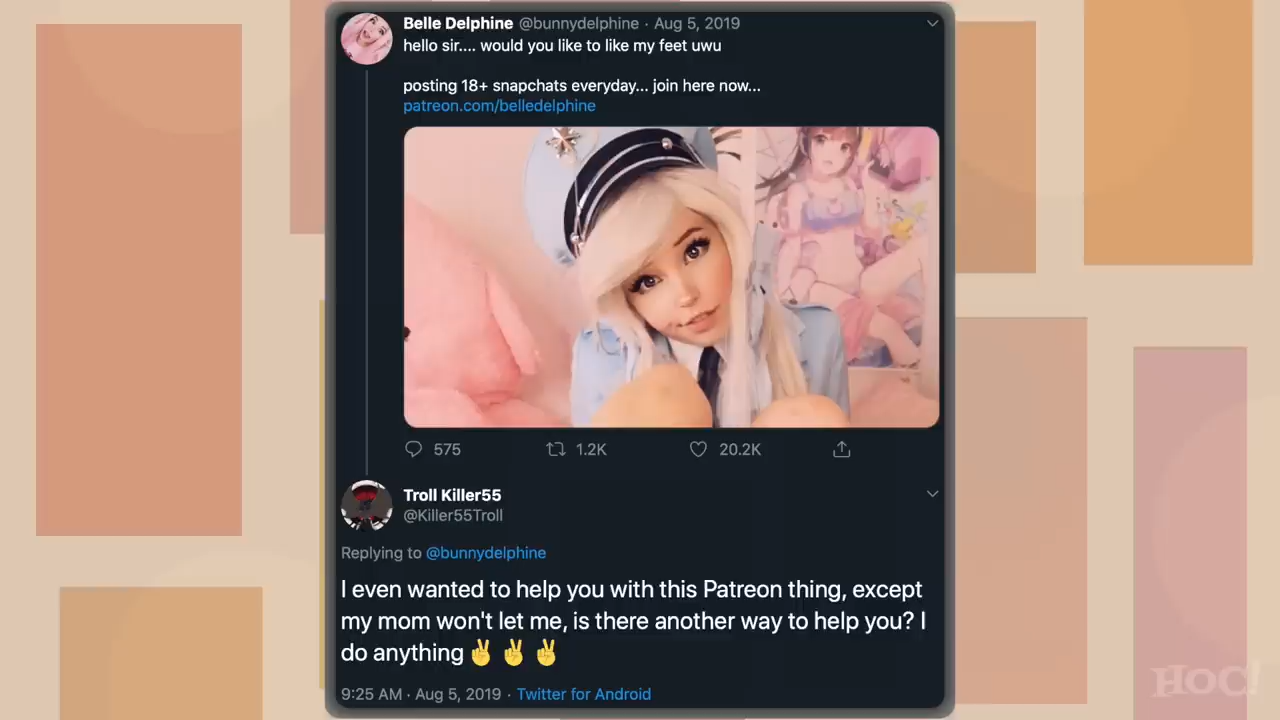 Belle Delphine @bunnydelphine · Aug 5, 2019
hello sir.... would you like to like my feet uwu
posting 18+ snapchats everyday... join here now...
patreon.com/belledelphine
575 1.2K 20.2K
Troll Killer55
@Killer55Troll
Replying to @bunnydelphine
I even wanted to help you with this Patreon thing, except
my mom won't let me, is there another way to help you? I
do anything ✌️ ✌️ ✌️
9:25 AM · Aug 5, 2019 · Twitter for Android
HOC!